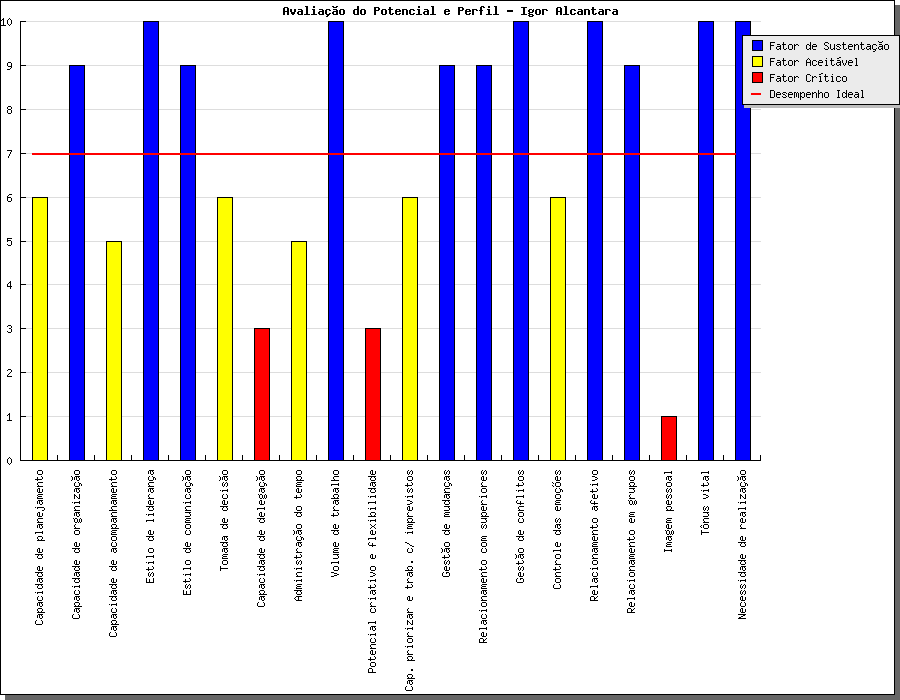 Avaliação do Potencial e Perfil - Igor Alcantara
Fator de Sustentação
Fator Aceitável
Fator Crítico
Desempenho Ideal
10
9
8
7
6
5
4
3
2
1
0
Capacidade de planejamento
Capacidade de organização
Capacidade de acompanhamento
Estilo de liderança
Estilo de comunicação
Tomada de decisão
Capacidade de delegação
Administração do tempo
Volume de trabalho
Potencial criativo e flexibilidade
Cap. priorizar e trab. c/ imprevistos
Gestão de mudanças
Relacionamento com superiores
Gestão de conflitos
Controle das emoções
Relacionamento afetivo
Relacionamento em grupos
Imagem pessoal
Tônus vital
Necessidade de realização